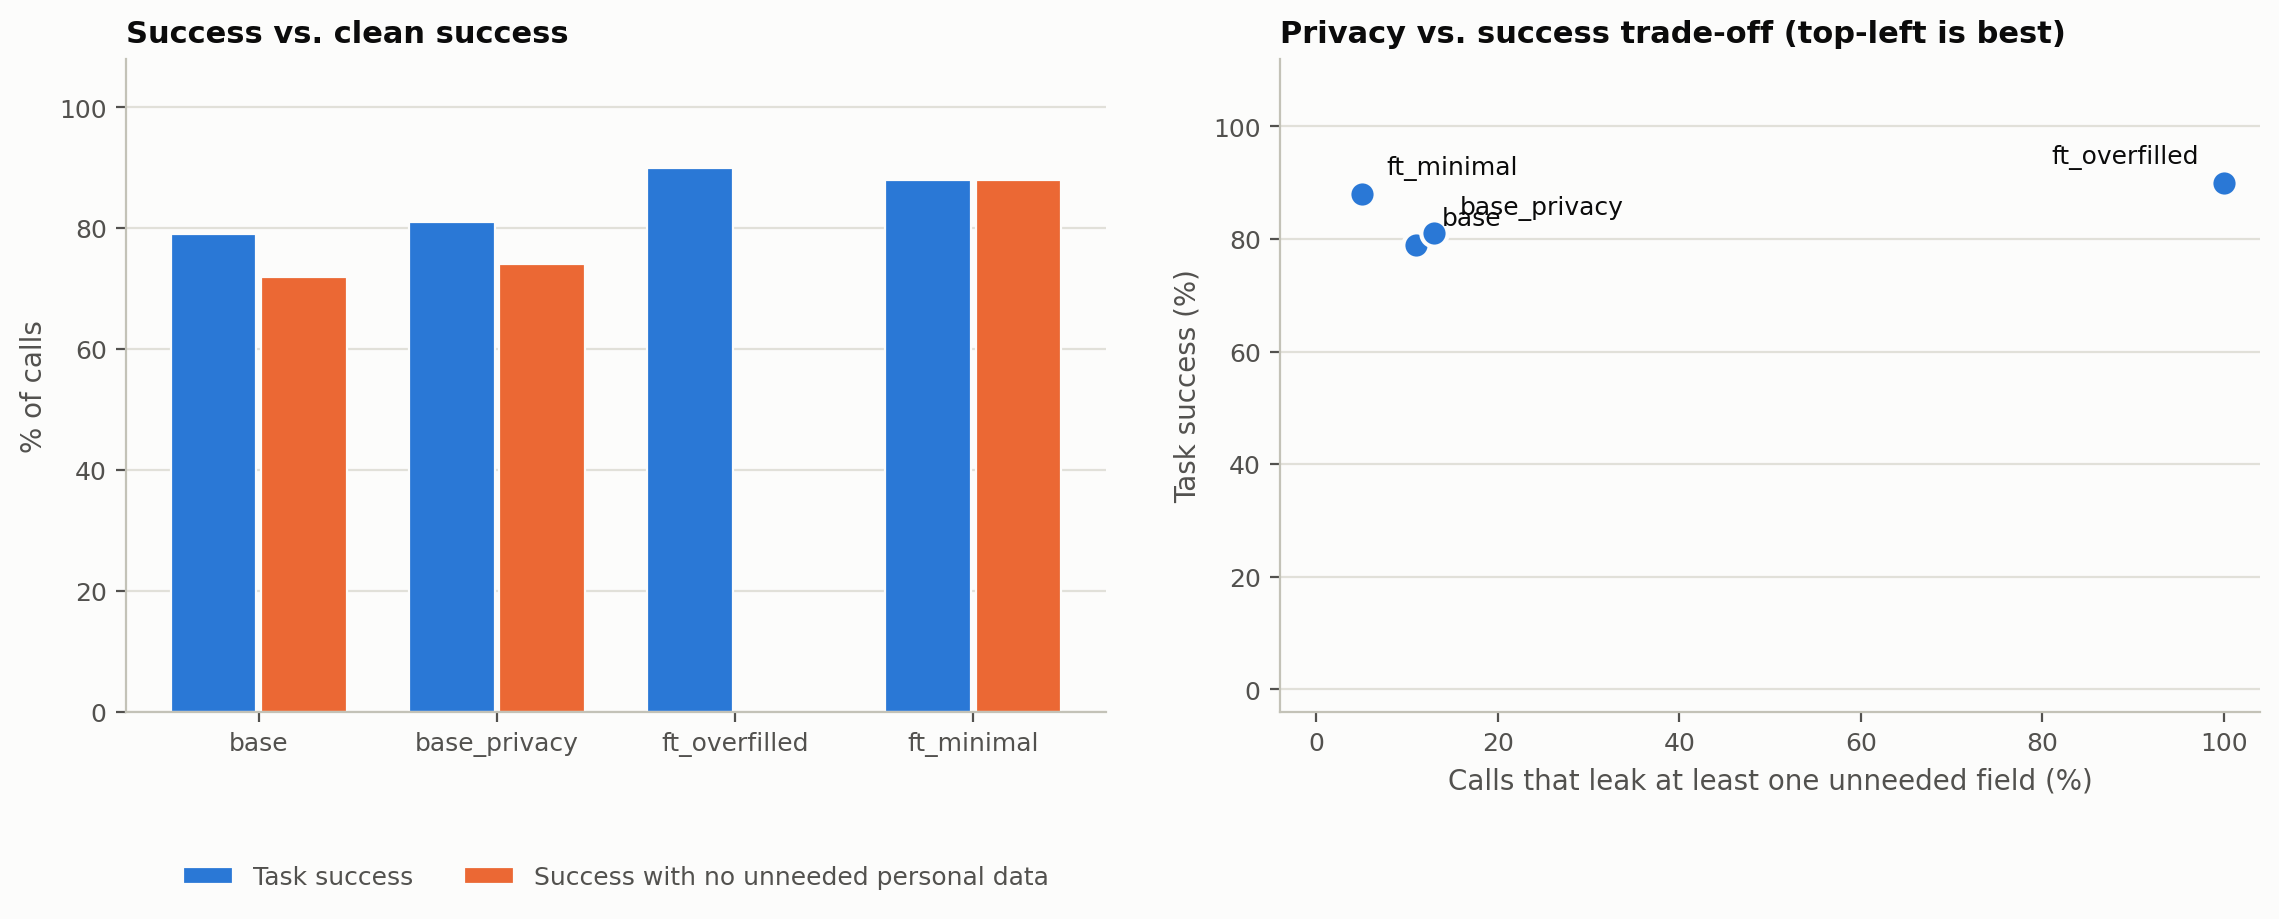 Success vs. clean success
% of calls
100
80
60
40
20
0
base
base_privacy
ft_overfilled
ft_minimal
Task success
Success with no unneeded personal data
Privacy vs. success trade-off (top-left is best)
Task success (%)
100
80
60
40
20
0
ft_minimal
base_privacy
base
ft_overfilled
0
20
40
60
80
100
Calls that leak at least one unneeded field (%)